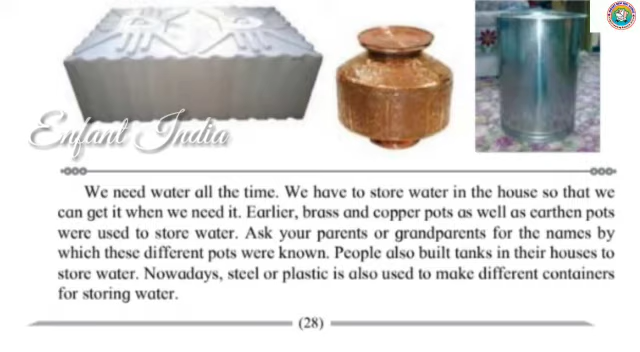 Enfant India
We need water all the time. We have to store water in the house so that we
can get it when we need it. Earlier, brass and copper pots as well as earthen pots
were used to store water. Ask your parents or grandparents for the names by
which these different pots were known. People also built tanks in their houses to
store water. Nowadays, steel or plastic is also used to make different containers
for storing water.
(28)